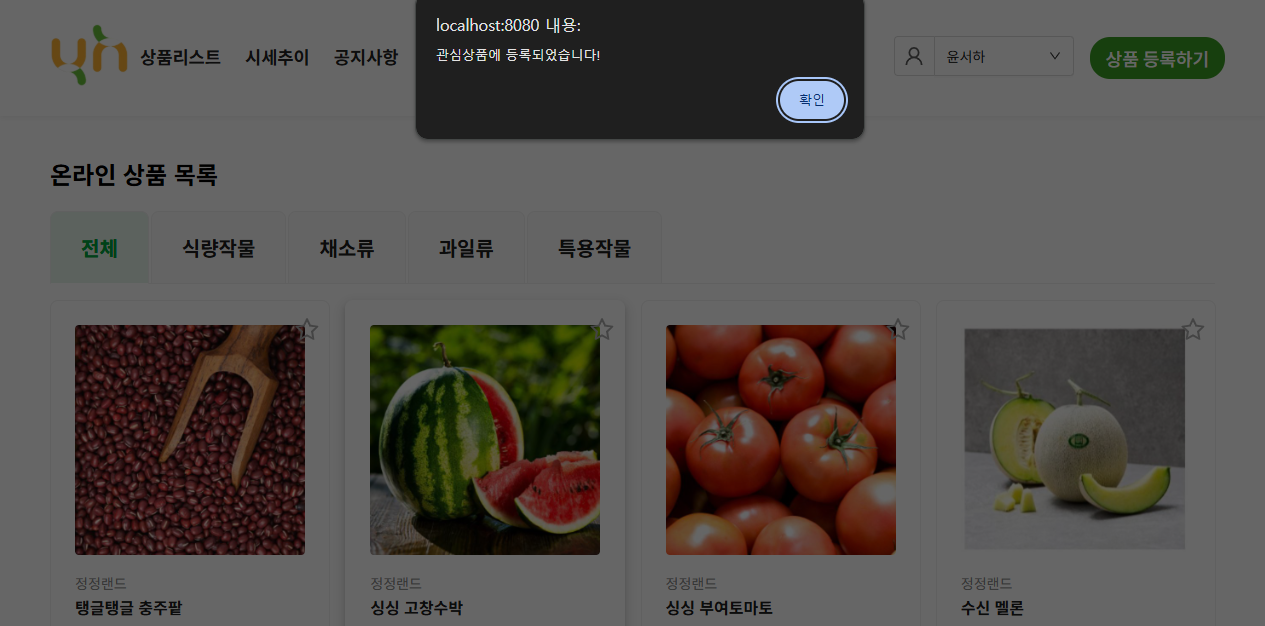 localhost:8080 내용:
관심상품에 등록되었습니다!
확인
yn
상품리스트 시세추이 공지사항
윤서하
상품 등록하기
온라인 상품 목록
전체 식량작물 채소류 과일류 특용작물
정정랜드 정정랜드 정정랜드 정정랜드
탱글탱글 충주팥 싱싱 고창수박 싱싱 부여토마토 수신 멜론